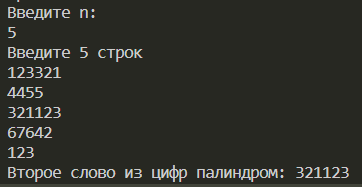 Введите n:
5
Введите 5 строк
123321
4455
321123
67642
123
Второе слово из цифр палиндром: 321123